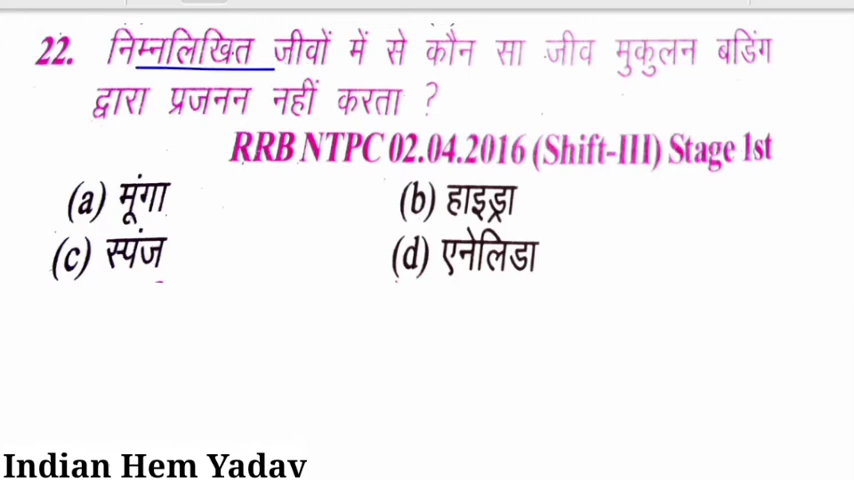 22. निम्नलिखित जीवों में से कौन सा जीव मुकुलन बडिंग
द्वारा प्रजनन नहीं करता ?
RRB NTPC 02.04.2016 (Shift-III) Stage 1st
(a) मूंगा (b) हाइड्रा
(c) स्पंज (d) एनेलिडा
Indian Hem Yadav